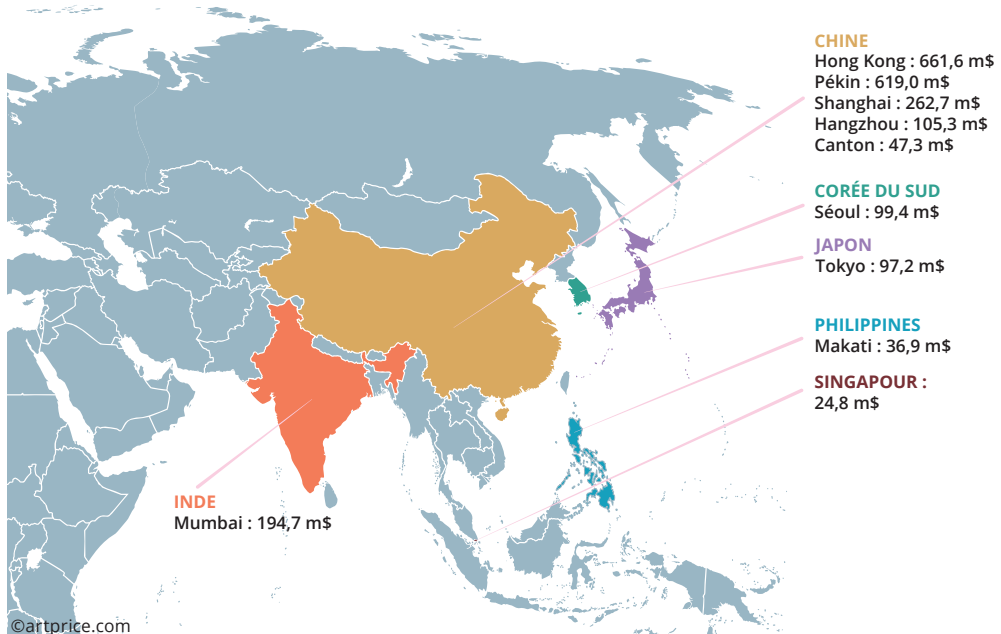 CHINE
Hong Kong : 661,6 m$
Pékin : 619,0 m$
Shanghai : 262,7 m$
Hangzhou : 105,3 m$
Canton : 47,3 m$
CORÉE DU SUD
Séoul : 99,4 m$
JAPON
Tokyo : 97,2 m$
PHILIPPINES
Makati : 36,9 m$
SINGAPOUR :
24,8 m$
INDE
Mumbai : 194,7 m$
©artprice.com